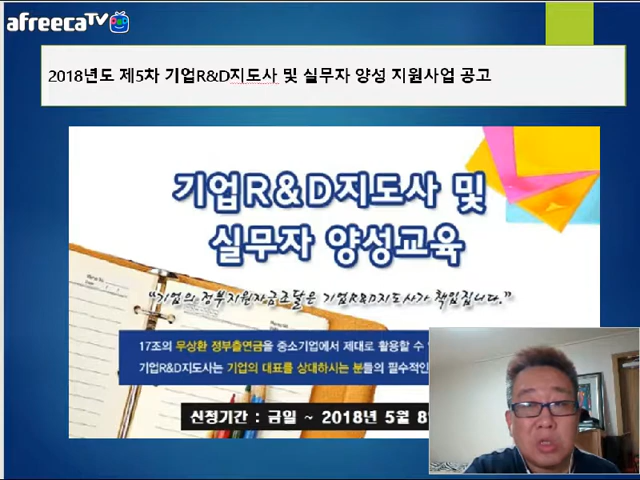 afreecaTV
2018년도 제5차 기업R&D지도사 및 실무자 양성 지원사업 공고
기업R&D지도사 및
실무자 양성교육
“기업의 정부지원자금조달은 기업R&D지도사가 책임집니다.”
17조의 무상환 정부출연금을 중소기업에서 제대로 활용할 수
기업R&D지도사는 기업의 대표를 상대하시는 분들의 필수적인
신청기간 : 금일 ~ 2018년 5월 8